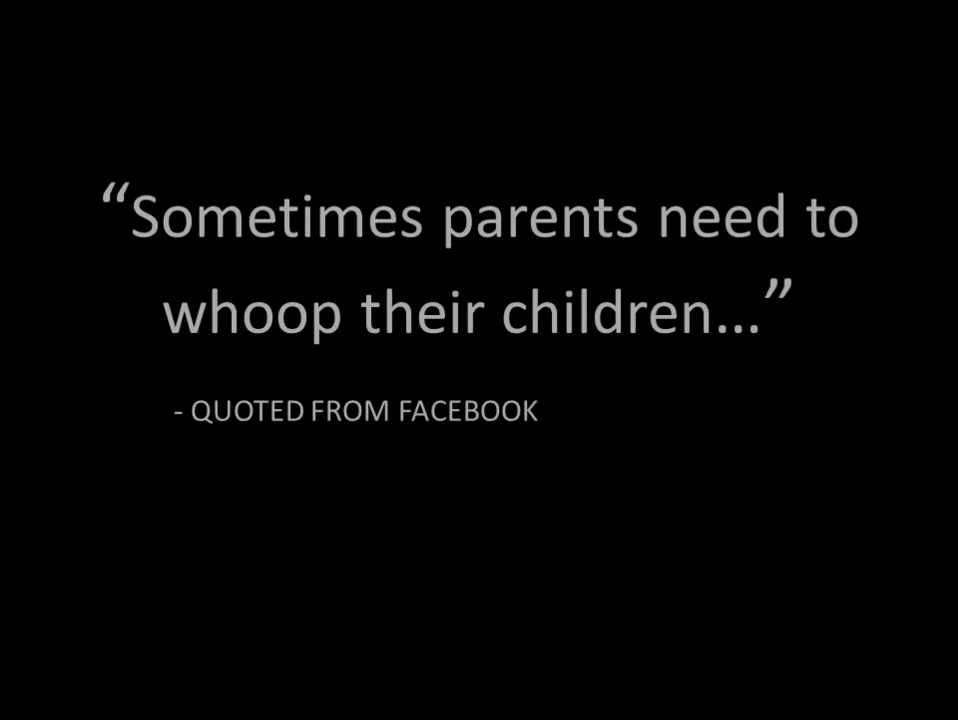 “Sometimes parents need to
whoop their children...”
- QUOTED FROM FACEBOOK